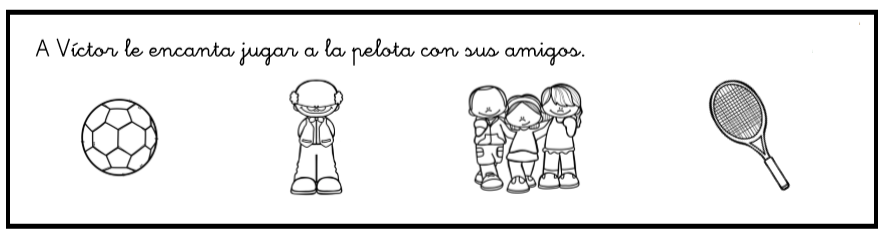 A Víctor le encanta jugar a la pelota con sus amigos.